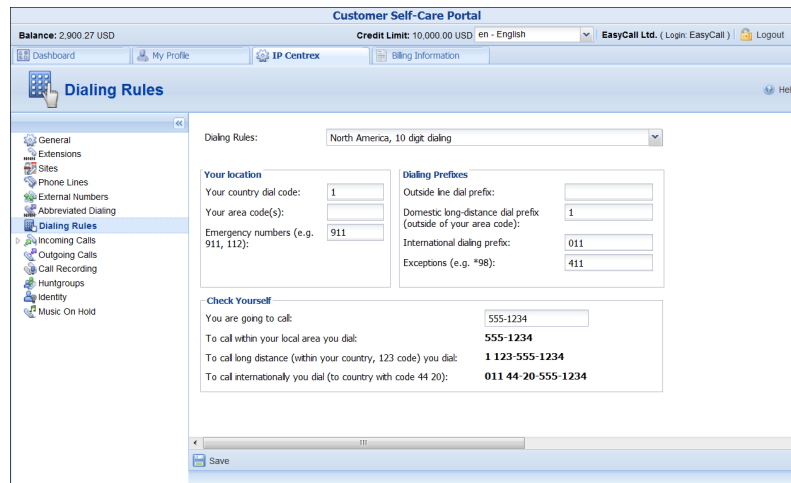 Customer Self-Care Portal
Balance: 2,900.27 USD Credit Limit: 10,000.00 USD en - English EasyCall Ltd. ( Login: EasyCall ) Logout
Dashboard My Profile IP Centrex Billing Information
Dialing Rules Hel
General
Extensions
Sites
Phone Lines
External Numbers
Abbreviated Dialing
Dialing Rules
Incoming Calls
Outgoing Calls
Call Recording
Huntgroups
Identity
Music On Hold
Dialing Rules: North America, 10 digit dialing
Your location
Your country dial code: 1
Your area code(s):
Emergency numbers (e.g. 911
911, 112):
Dialing Prefixes
Outside line dial prefix:
Domestic long-distance dial prefix 1
(outside of your area code):
International dialing prefix: 011
Exceptions (e.g. *98): 411
Check Yourself
You are going to call: 555-1234
To call within your local area you dial: 555-1234
To call long distance (within your country, 123 code) you dial: 1 123-555-1234
To call internationally you dial (to country with code 44 20): 011 44-20-555-1234
Save